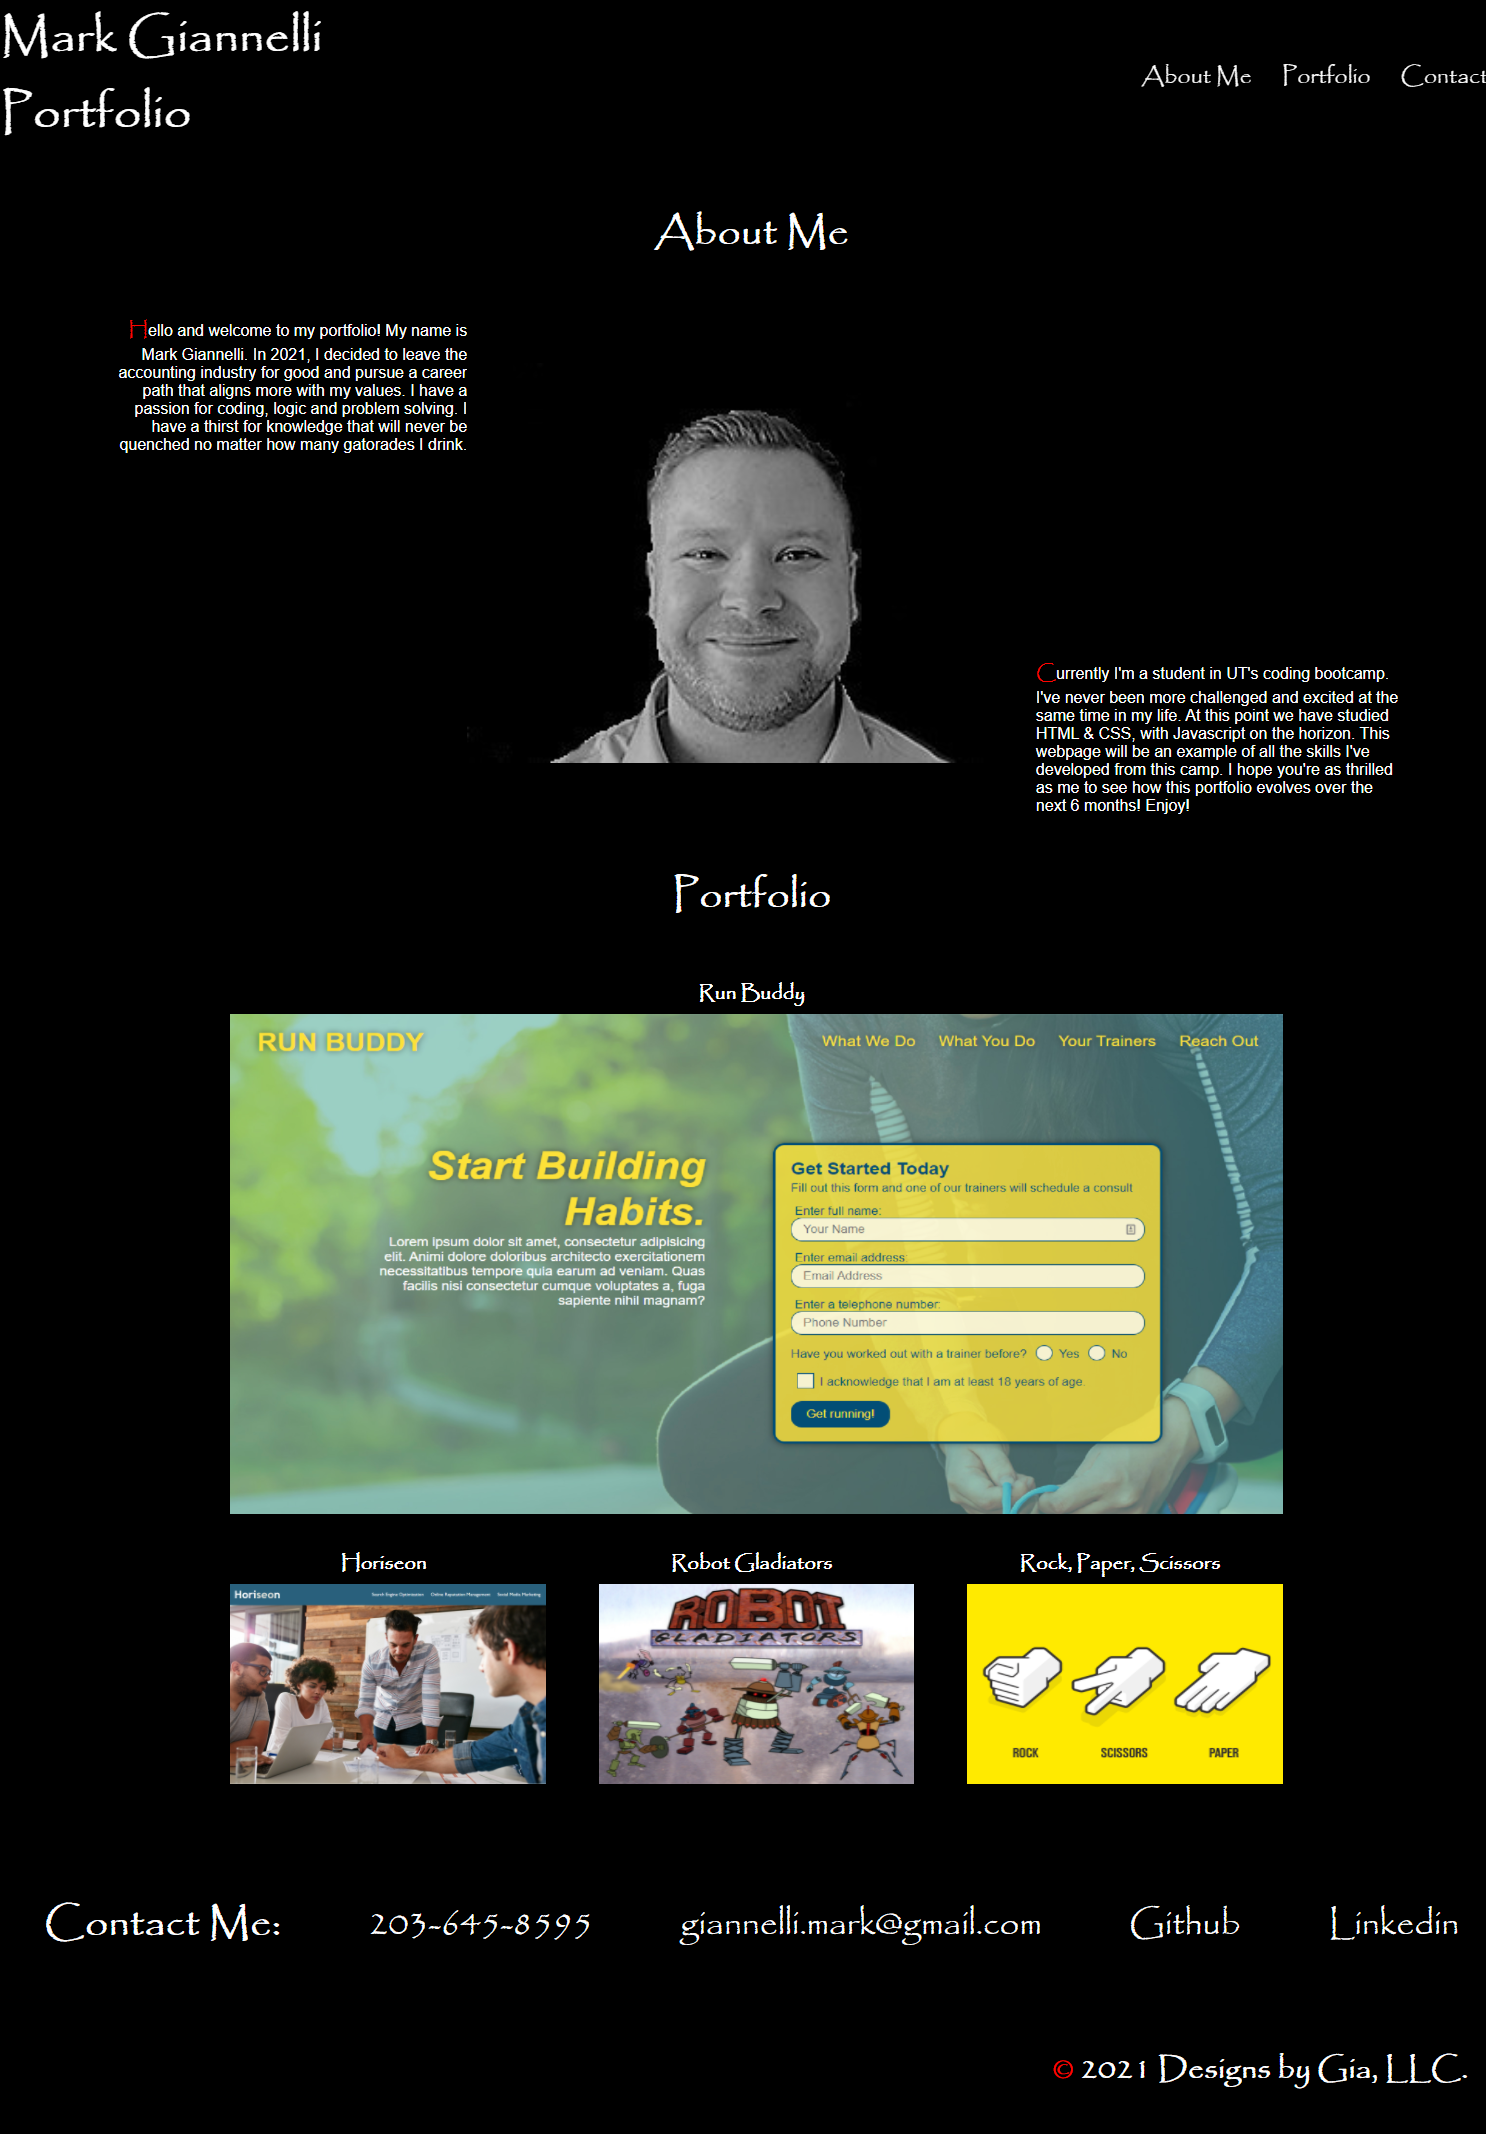 Mark Giannelli
Portfolio
About Me Portfolio Contact
About Me
Hello and welcome to my portfolio! My name is
Mark Giannelli. In 2021, I decided to leave the
accounting industry for good and pursue a career
path that aligns more with my values. I have a
passion for coding, logic and problem solving. I
have a thirst for knowledge that will never be
quenched no matter how many gatorades I drink.
Currently I'm a student in UT's coding bootcamp.
I've never been more challenged and excited at the
same time in my life. At this point we have studied
HTML & CSS, with Javascript on the horizon. This
webpage will be an example of all the skills I've
developed from this camp. I hope you're as thrilled
as me to see how this portfolio evolves over the
next 6 months! Enjoy!
Portfolio
Run Buddy
RUN BUDDY
What We Do What You Do Your Trainers Reach Out
Start Building
Habits.
Lorem ipsum dolor sit amet, consectetur adipisicing
elit. Animi dolore doloribus architecto exercitationem
necessitatibus tempore quia earum ad veniam. Quas
facilis nisi consectetur cumque voluptates a, fuga
sapiente nihil magnam?
Get Started Today
Fill out this form and one of our trainers will schedule a consult
Enter full name:
Your Name
Enter email address:
Email Address
Enter a telephone number:
Phone Number
Have you worked out with a trainer before? Yes No
I acknowledge that I am at least 18 years of age.
Get running!
Horiseon
Robot Gladiators
Rock, Paper, Scissors
Horiseon
Search Engine Optimization Online Reputation Management Social Media Marketing
ROBOT
GLADIATORS
ROCK SCISSORS PAPER
Contact Me: 203-645-8595 giannelli.mark@gmail.com Github Linkedin
© 2021 Designs by Gia, LLC.